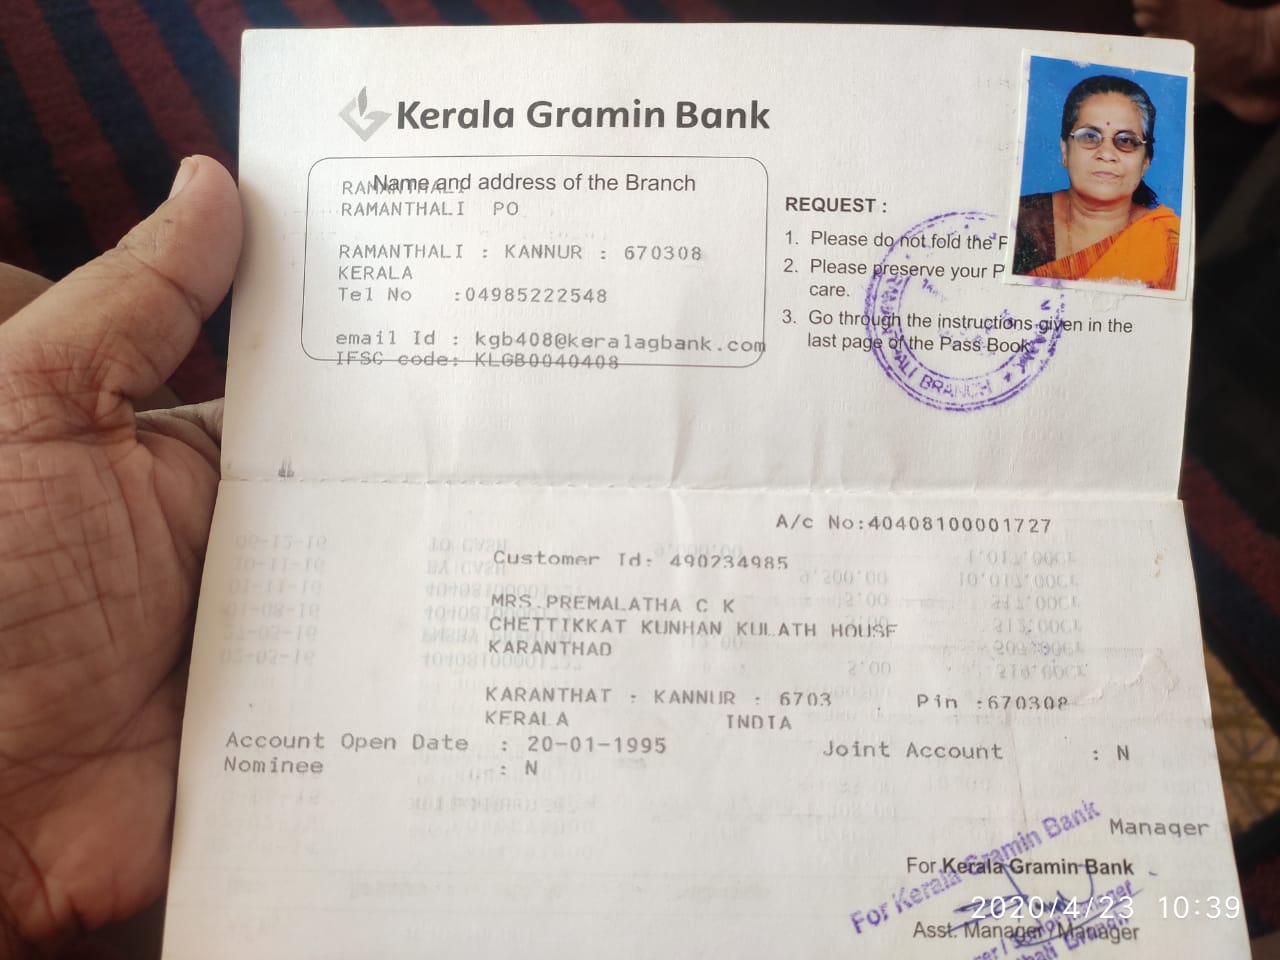 Kerala Gramin Bank
Name and address of the Branch
RAMANTHALI
RAMANTHALI PO
RAMANTHALI : KANNUR : 670308
KERALA
Tel No :04985222548
email Id : kgb408@keralagbank.com
IFSC code: KLGB0040408
REQUEST :
1. Please do not fold the
2. Please preserve your
care.
3. Go through the instructions given in the
last page of the Pass Book.
BRANCH
A/c No:40408100001727
Customer Id: 490234985
MRS.PREMALATHA C K
CHETTIKKAT KUNHAN KULATH HOUSE
KARANTHAD
KARANTHAT : KANNUR : 6703 Pin :670308
KERALA INDIA
Account Open Date : 20-01-1995 Joint Account : N
Nominee : N
Manager
For Kerala Gramin Bank
For Kerala Gramin Bank
Asst. Manager/Manager
2020/4/23 10:39